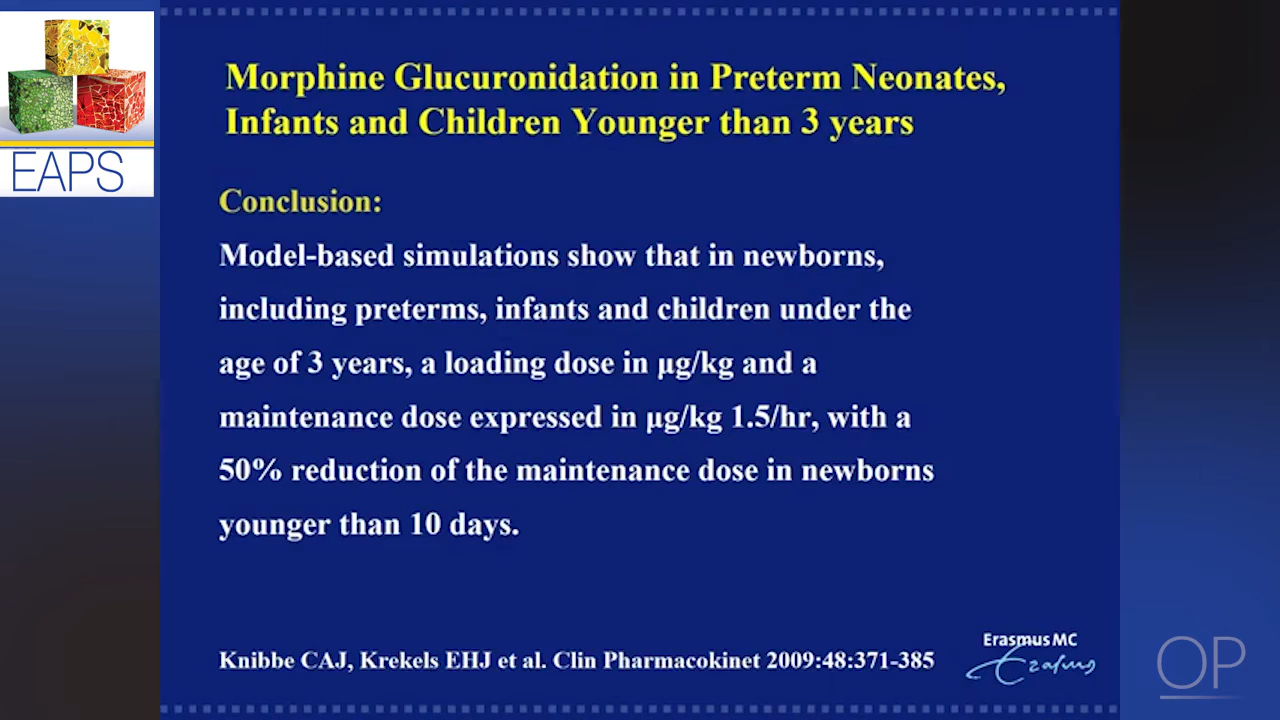 EAPS
Morphine Glucuronidation in Preterm Neonates,
Infants and Children Younger than 3 years
Conclusion:
Model-based simulations show that in newborns,
including preterms, infants and children under the
age of 3 years, a loading dose in µg/kg and a
maintenance dose expressed in µg/kg 1.5/hr, with a
50% reduction of the maintenance dose in newborns
younger than 10 days.
Knibbe CAJ, Krekels EHJ et al. Clin Pharmacokinet 2009:48:371-385
Erasmus MC
Erasmus
OP